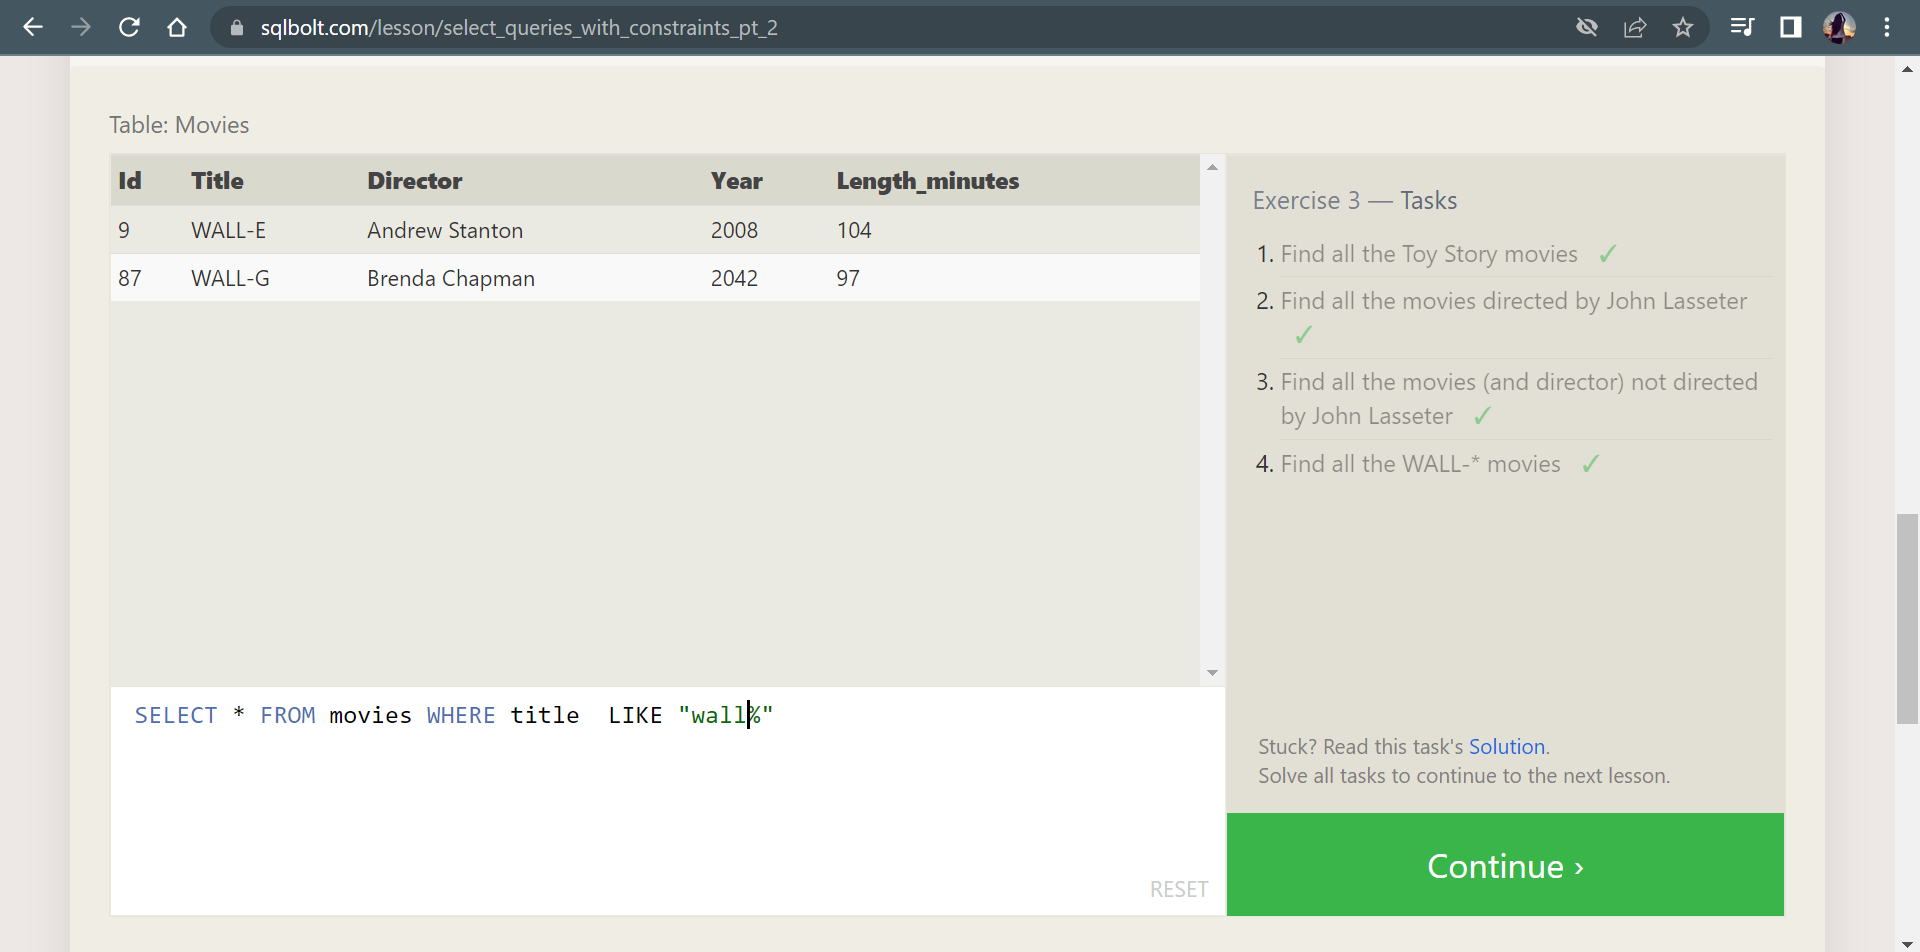 sqlbolt.com/lesson/select_queries_with_constraints_pt_2
Table: Movies
Id Title Director Year Length_minutes
9 WALL-E Andrew Stanton 2008 104
87 WALL-G Brenda Chapman 2042 97
SELECT * FROM movies WHERE title  LIKE "wall%"
RESET
Exercise 3 — Tasks
1. Find all the Toy Story movies ✓
2. Find all the movies directed by John Lasseter
✓
3. Find all the movies (and director) not directed
by John Lasseter ✓
4. Find all the WALL-* movies ✓
Stuck? Read this task's Solution.
Solve all tasks to continue to the next lesson.
Continue ›